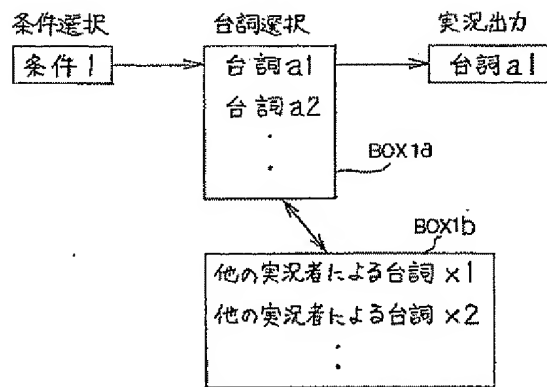 条件選択
台詞選択
実況出力
条件1
台詞a1
台詞a1
台詞a2
・
・
BOX1a
BOX1b
他の実況者による台詞 x1
他の実況者による台詞 x2
: